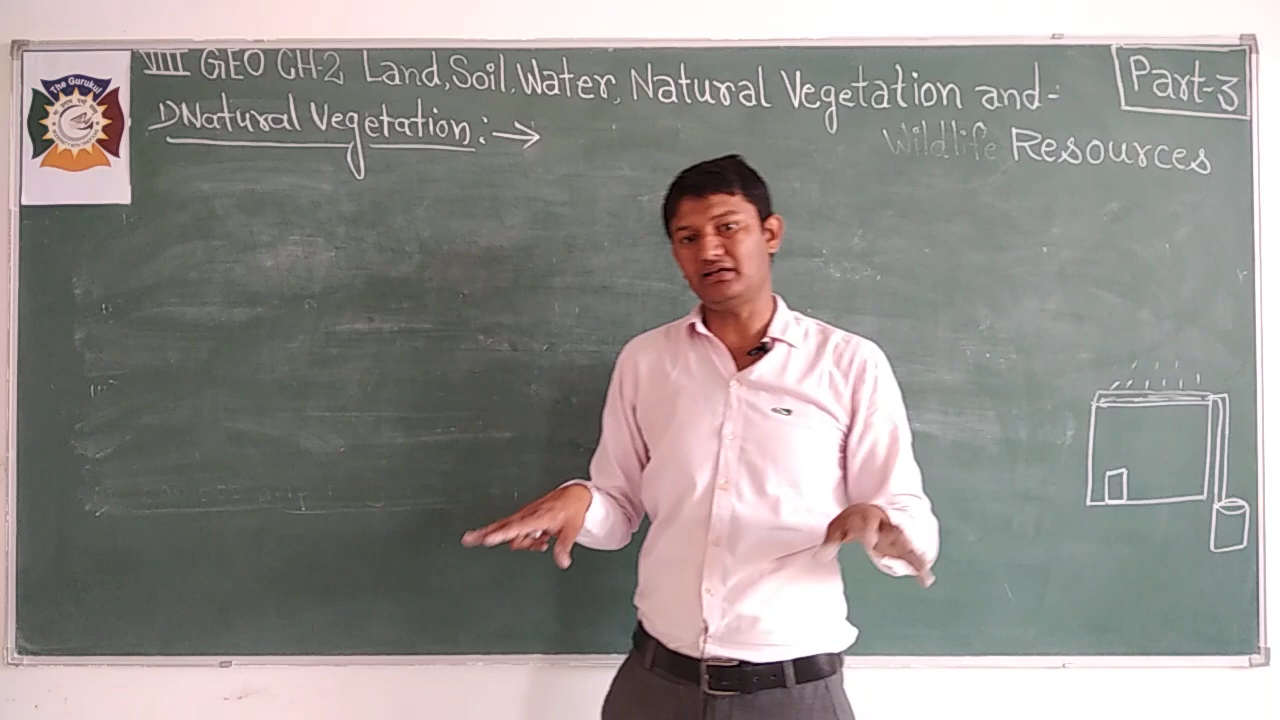 VIII GEO CH-2 Land, Soil, Water, Natural Vegetation and-
Wildlife Resources
Part-3
1) Natural Vegetation :→
The Gurukul